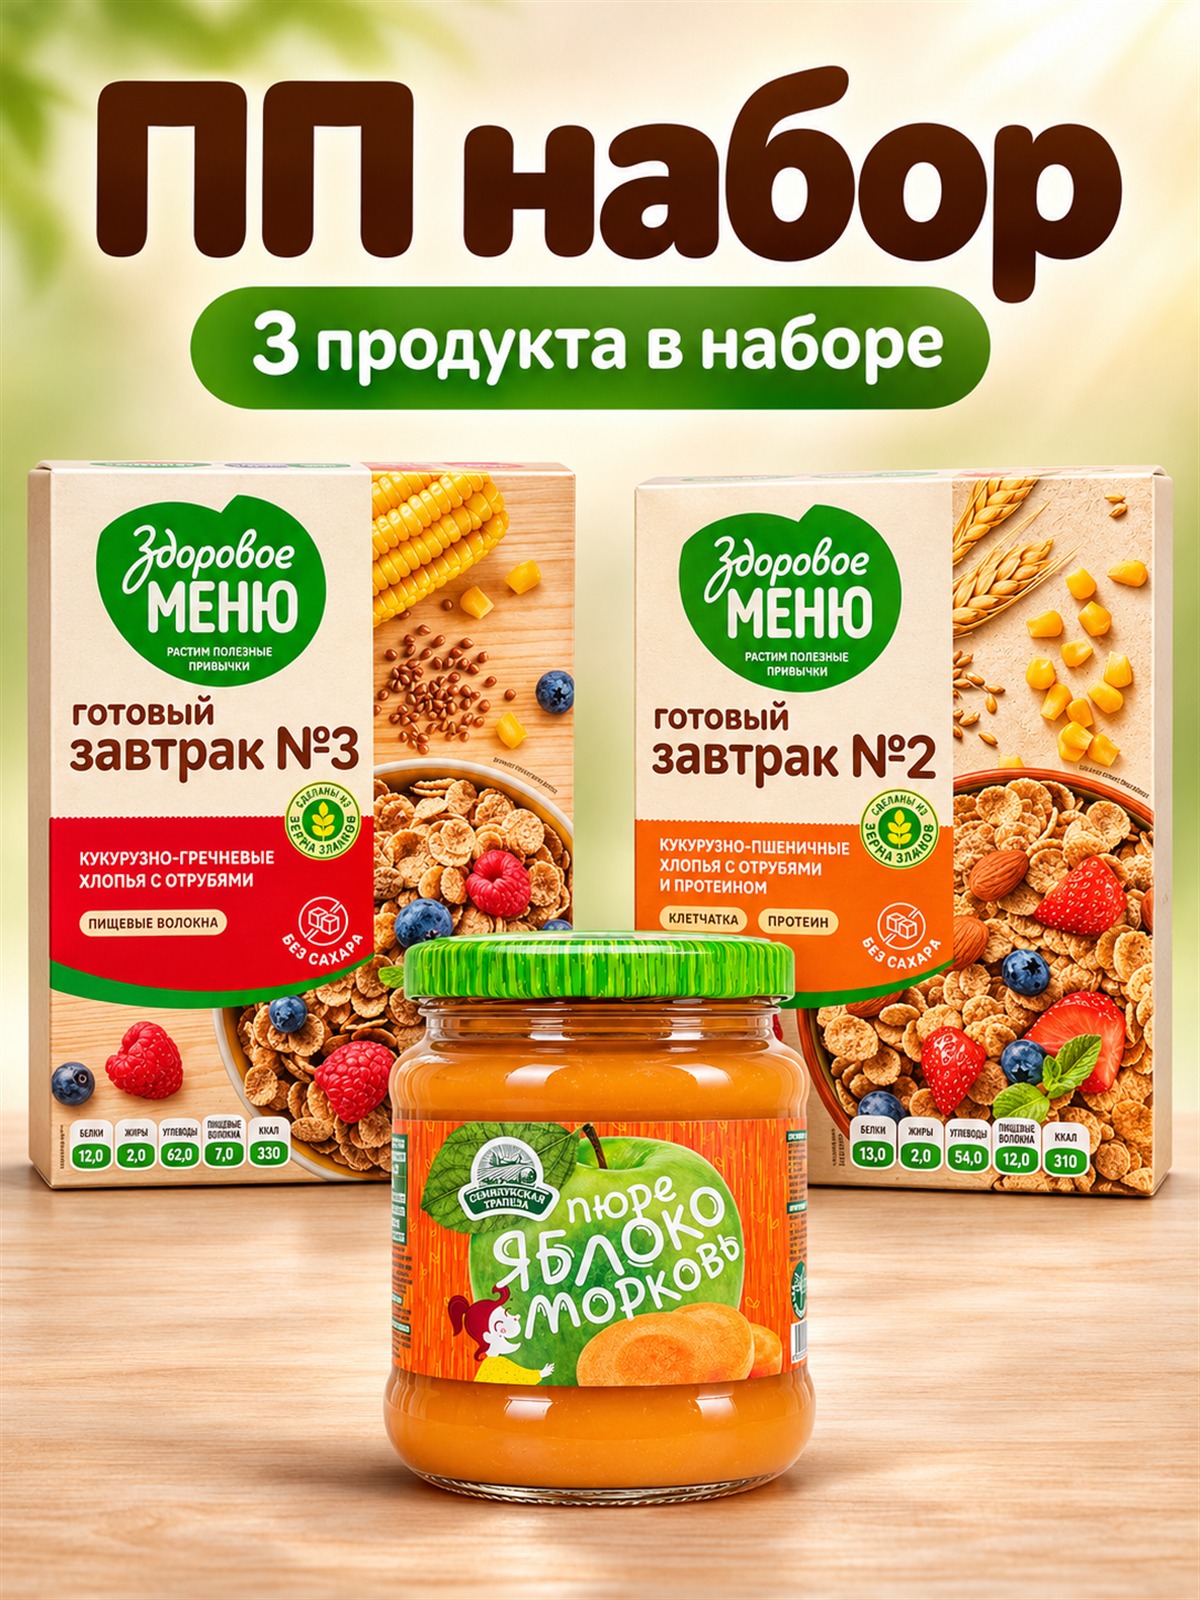 ПП набор
3 продукта в наборе
Здоровое
МЕНЮ
РАСТИМ ПОЛЕЗНЫЕ
ПРИВЫЧКИ
готовый
завтрак №3
СДЕЛАНЫ ИЗ
ЗЕРНА ЗЛАКОВ
КУКУРУЗНО-ГРЕЧНЕВЫЕ
ХЛОПЬЯ С ОТРУБЯМИ
ПИЩЕВЫЕ ВОЛОКНА
БЕЗ САХАРА
БЕЛКИ
12,0
ЖИРЫ
2,0
УГЛЕВОДЫ
62,0
ПИЩЕВЫЕ
ВОЛОКНА
7,0
ККАЛ
330
Здоровое
МЕНЮ
РАСТИМ ПОЛЕЗНЫЕ
ПРИВЫЧКИ
готовый
завтрак №2
СДЕЛАНЫ ИЗ
ЗЕРНА ЗЛАКОВ
КУКУРУЗНО-ПШЕНИЧНЫЕ
ХЛОПЬЯ С ОТРУБЯМИ
И ПРОТЕИНОМ
КЛЕТЧАТКА
ПРОТЕИН
БЕЗ САХАРА
БЕЛКИ
13,0
ЖИРЫ
2,0
УГЛЕВОДЫ
54,0
ПИЩЕВЫЕ
ВОЛОКНА
12,0
ККАЛ
310
СЕМИЛУКСКАЯ
ТРАПЕЗА
пюре
ЯБЛОКО
МОРКОВЬ